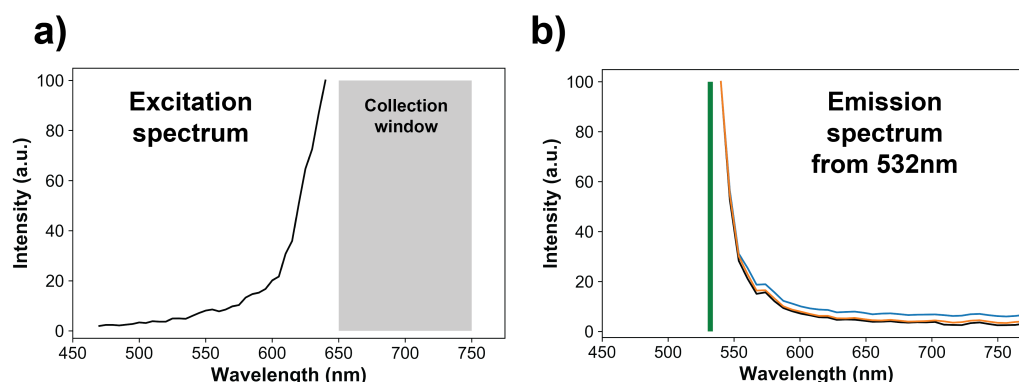 a)
100
80
60
40
20
0
Intensity (a.u.)
Excitation
spectrum
Collection
window
450 500 550 600 650 700 750
Wavelength (nm)
b)
100
80
60
40
20
0
Intensity (a.u.)
Emission
spectrum
from 532nm
450 500 550 600 650 700 750
Wavelength (nm)